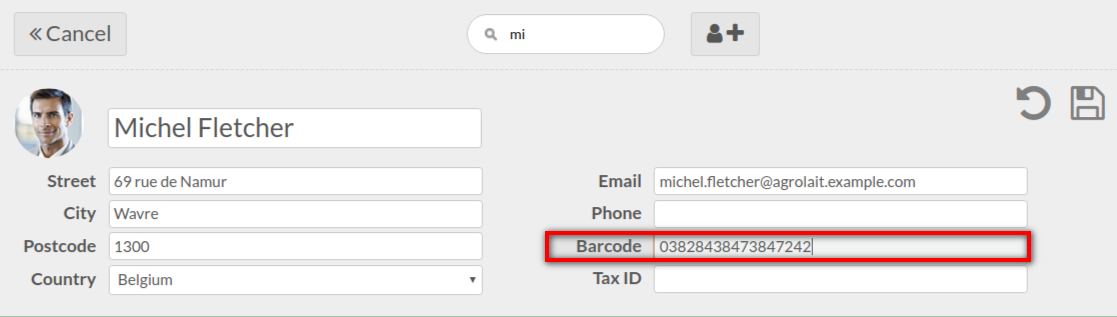 « Cancel
mi
Michel Fletcher
Street 69 rue de Namur
City Wavre
Postcode 1300
Country Belgium
Email michel.fletcher@agrolait.example.com
Phone
Barcode 03828438473847242
Tax ID